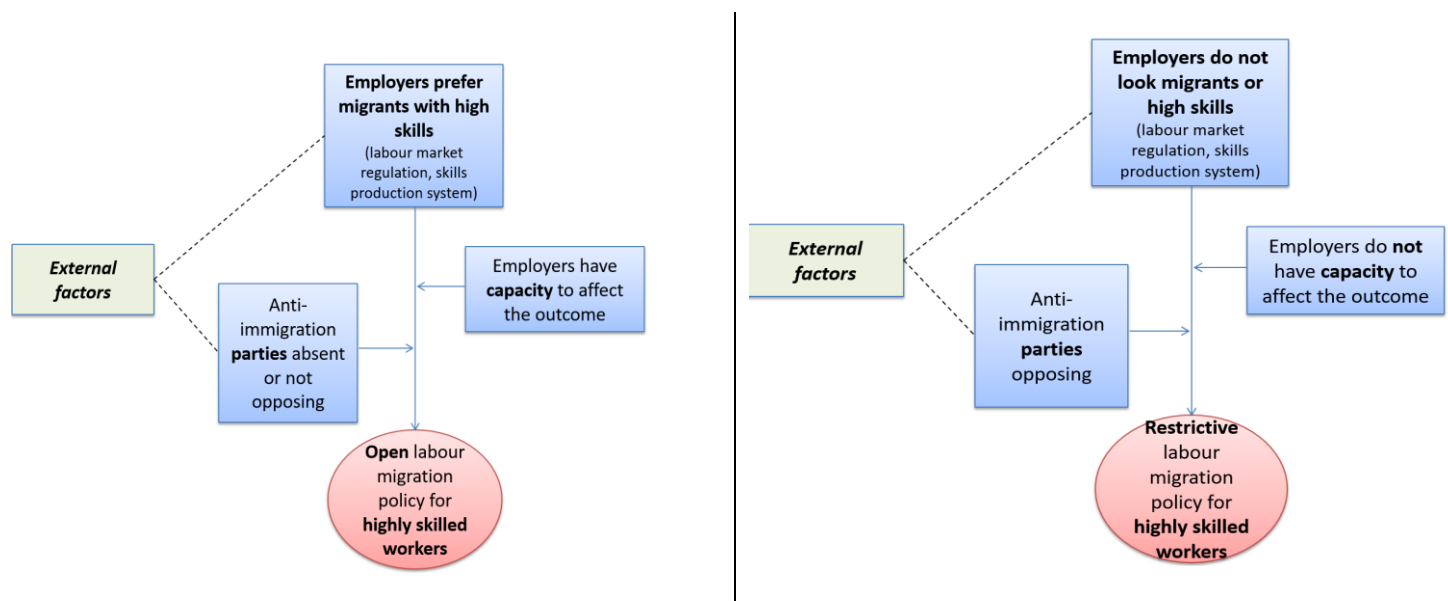 Employers prefer
migrants with high
skills
(labour market
regulation, skills
production system)
External
factors
Employers have
capacity to affect
the outcome
Anti-
immigration
parties absent
or not
opposing
Open labour
migration
policy for
highly skilled
workers
Employers do not
look migrants or
high skills
(labour market
regulation, skills
production system)
External
factors
Employers do not
have capacity to
affect the outcome
Anti-
immigration
parties
opposing
Restrictive
labour
migration
policy for
highly skilled
workers